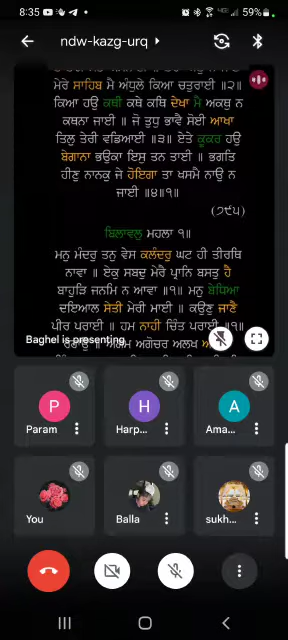 8:35
59%
ndw-kazg-urq
ਮੇਰੇ ਸਾਹਿਬ ਮੈ ਅੰਧੁਲੇ ਕਿਆ ਚਤੁਰਾਈ ॥੨॥
ਕਿਆ ਹਉ ਕਥੀ ਕਥੇ ਕਥਿ ਦੇਖਾ ਮੈ ਅਕਥੁ ਨ
ਕਥਨਾ ਜਾਈ ॥ ਜੋ ਤੁਧੁ ਭਾਵੈ ਸੋਈ ਆਖਾ
ਤਿਲੁ ਤੇਰੀ ਵਡਿਆਈ ॥੩॥ ਏਤੇ ਕੂਕਰ ਹਉ
ਬੇਗਾਨਾ ਭਉਕਾ ਇਸੁ ਤਨ ਤਾਈ ॥ ਭਗਤਿ
ਹੀਣੁ ਨਾਨਕੁ ਜੇ ਹੋਇਗਾ ਤਾ ਖਸਮੈ ਨਾਉ ਨ
ਜਾਈ ॥੪॥੧॥
(੭੯੫)
ਬਿਲਾਵਲੁ ਮਹਲਾ ੧॥
ਮਨੁ ਮੰਦਰੁ ਤਨੁ ਵੇਸ ਕਲੰਦਰੁ ਘਟ ਹੀ ਤੀਰਥਿ
ਨਾਵਾ ॥ ਏਕੁ ਸਬਦੁ ਮੇਰੈ ਪ੍ਰਾਨਿ ਬਸਤੁ ਹੈ
ਬਾਹੁੜਿ ਜਨਮਿ ਨ ਆਵਾ ॥੧॥ ਮਨੁ ਬੇਧਿਆ
ਦਇਆਲ ਸੇਤੀ ਮੇਰੀ ਮਾਈ ॥ ਕਉਣੁ ਜਾਣੈ
ਪੀਰ ਪਰਾਈ ॥ ਹਮ ਨਾਹੀ ਚਿੰਤ ਪਰਾਈ ॥੧॥
ਅਗੋਚਰ ਅਲਖ
Baghel is presenting
P
H
A
Param
Harp...
Ama...
You
Balla
sukh...